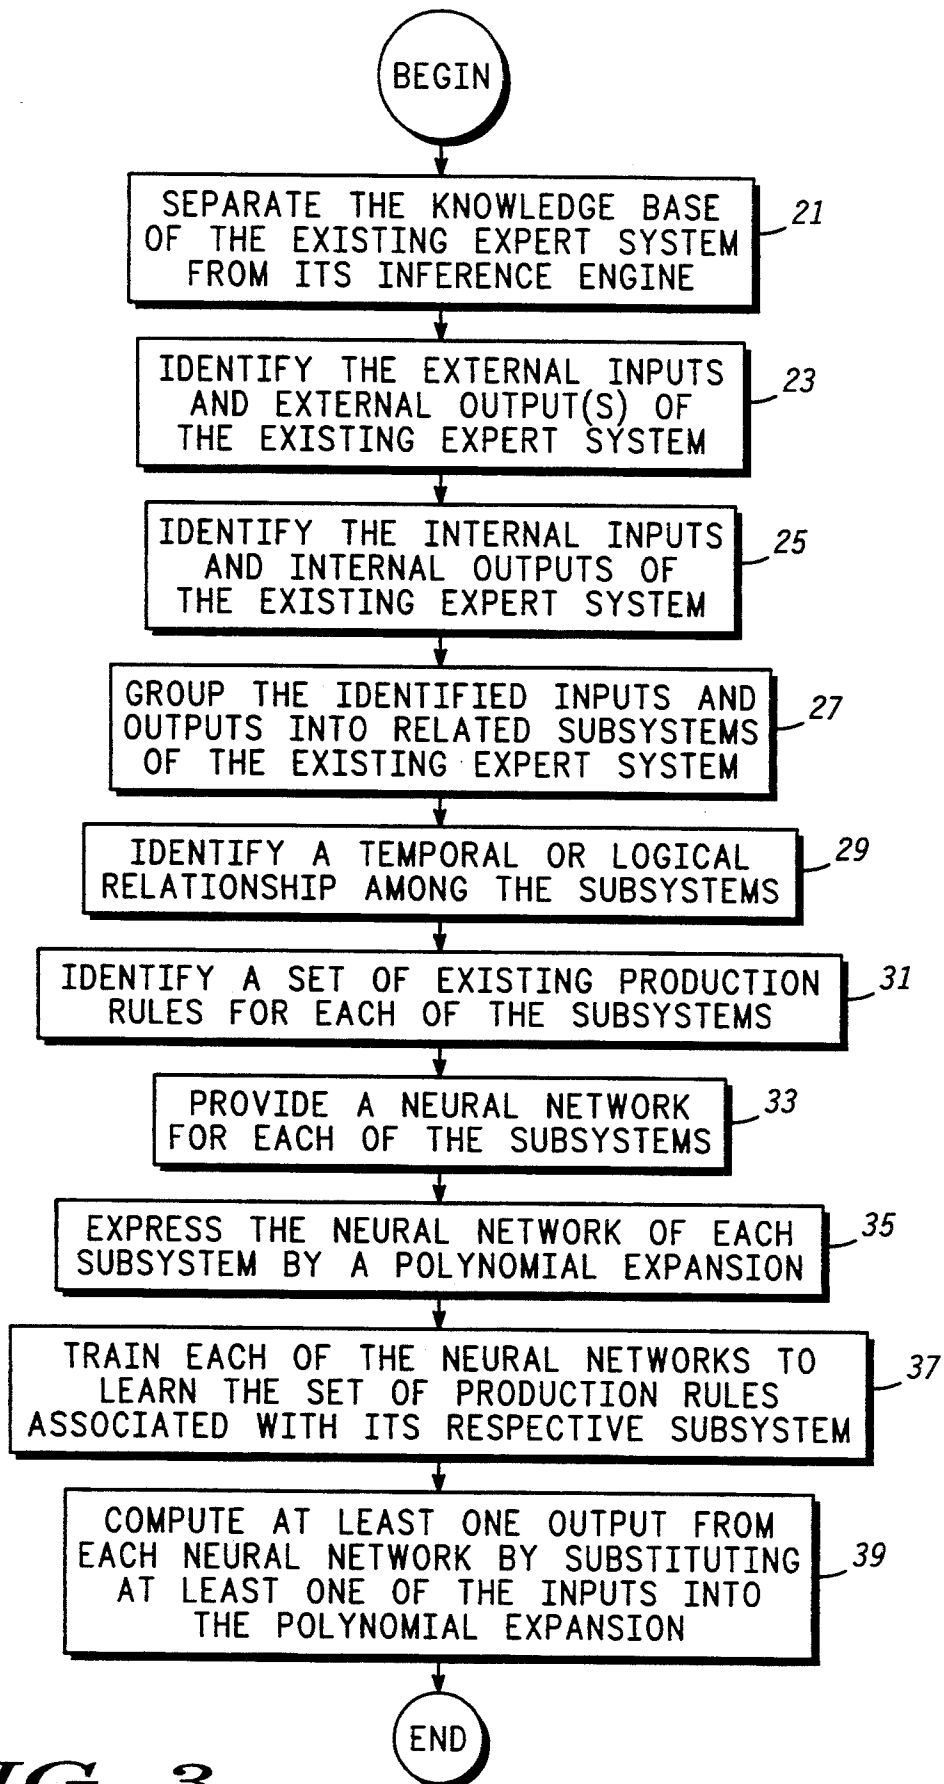 BEGIN
SEPARATE THE KNOWLEDGE BASE
OF THE EXISTING EXPERT SYSTEM
FROM ITS INFERENCE ENGINE
21
IDENTIFY THE EXTERNAL INPUTS
AND EXTERNAL OUTPUT(S) OF
THE EXISTING EXPERT SYSTEM
23
IDENTIFY THE INTERNAL INPUTS
AND INTERNAL OUTPUTS OF
THE EXISTING EXPERT SYSTEM
25
GROUP THE IDENTIFIED INPUTS AND
OUTPUTS INTO RELATED SUBSYSTEMS
OF THE EXISTING EXPERT SYSTEM
27
IDENTIFY A TEMPORAL OR LOGICAL
RELATIONSHIP AMONG THE SUBSYSTEMS
29
IDENTIFY A SET OF EXISTING PRODUCTION
RULES FOR EACH OF THE SUBSYSTEMS
31
PROVIDE A NEURAL NETWORK
FOR EACH OF THE SUBSYSTEMS
33
EXPRESS THE NEURAL NETWORK OF EACH
SUBSYSTEM BY A POLYNOMIAL EXPANSION
35
TRAIN EACH OF THE NEURAL NETWORKS TO
LEARN THE SET OF PRODUCTION RULES
ASSOCIATED WITH ITS RESPECTIVE SUBSYSTEM
37
COMPUTE AT LEAST ONE OUTPUT FROM
EACH NEURAL NETWORK BY SUBSTITUTING
AT LEAST ONE OF THE INPUTS INTO
THE POLYNOMIAL EXPANSION
39
END